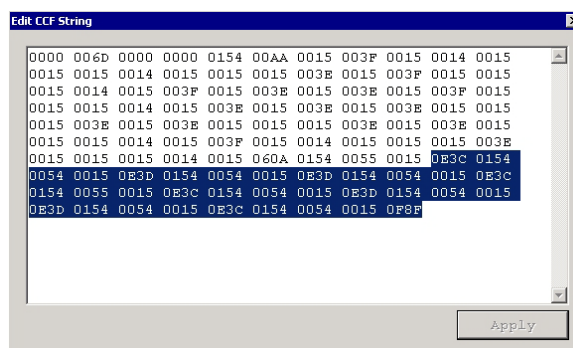 Edit CCF String
0000 006D 0000 0000 0154 00AA 0015 003F 0015 0014 0015
0015 0015 0014 0015 0015 0015 003E 0015 003F 0015 0015
0015 0014 0015 003F 0015 003E 0015 003E 0015 003F 0015
0015 0015 0014 0015 003E 0015 003E 0015 003E 0015 0015
0015 003E 0015 003E 0015 0015 0015 003E 0015 003E 0015
0015 0015 0014 0015 003F 0015 0014 0015 0015 0015 003E
0015 0015 0015 0014 0015 060A 0154 0055 0015 0E3C 0154
0054 0015 0E3D 0154 0054 0015 0E3D 0154 0054 0015 0E3C
0154 0055 0015 0E3C 0154 0054 0015 0E3D 0154 0054 0015
0E3D 0154 0054 0015 0E3C 0154 0054 0015 0F8F
Apply